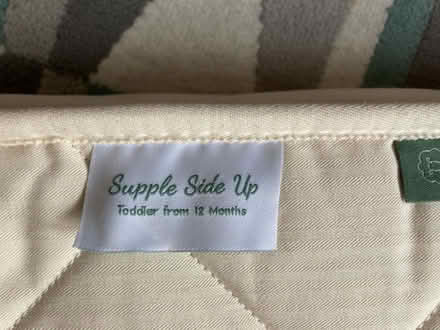 Supple Side Up
Toddler from 12 Months